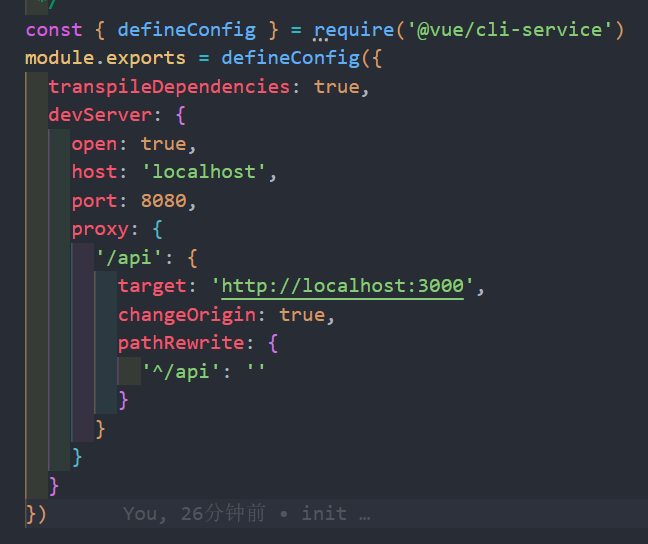 */
const { defineConfig } = require('@vue/cli-service')
module.exports = defineConfig({
  transpileDependencies: true,
  devServer: {
    open: true,
    host: 'localhost',
    port: 8080,
    proxy: {
      '/api': {
        target: 'http://localhost:3000',
        changeOrigin: true,
        pathRewrite: {
          '^/api': ''
        }
      }
    }
  }
})      You, 26分钟前 • init …